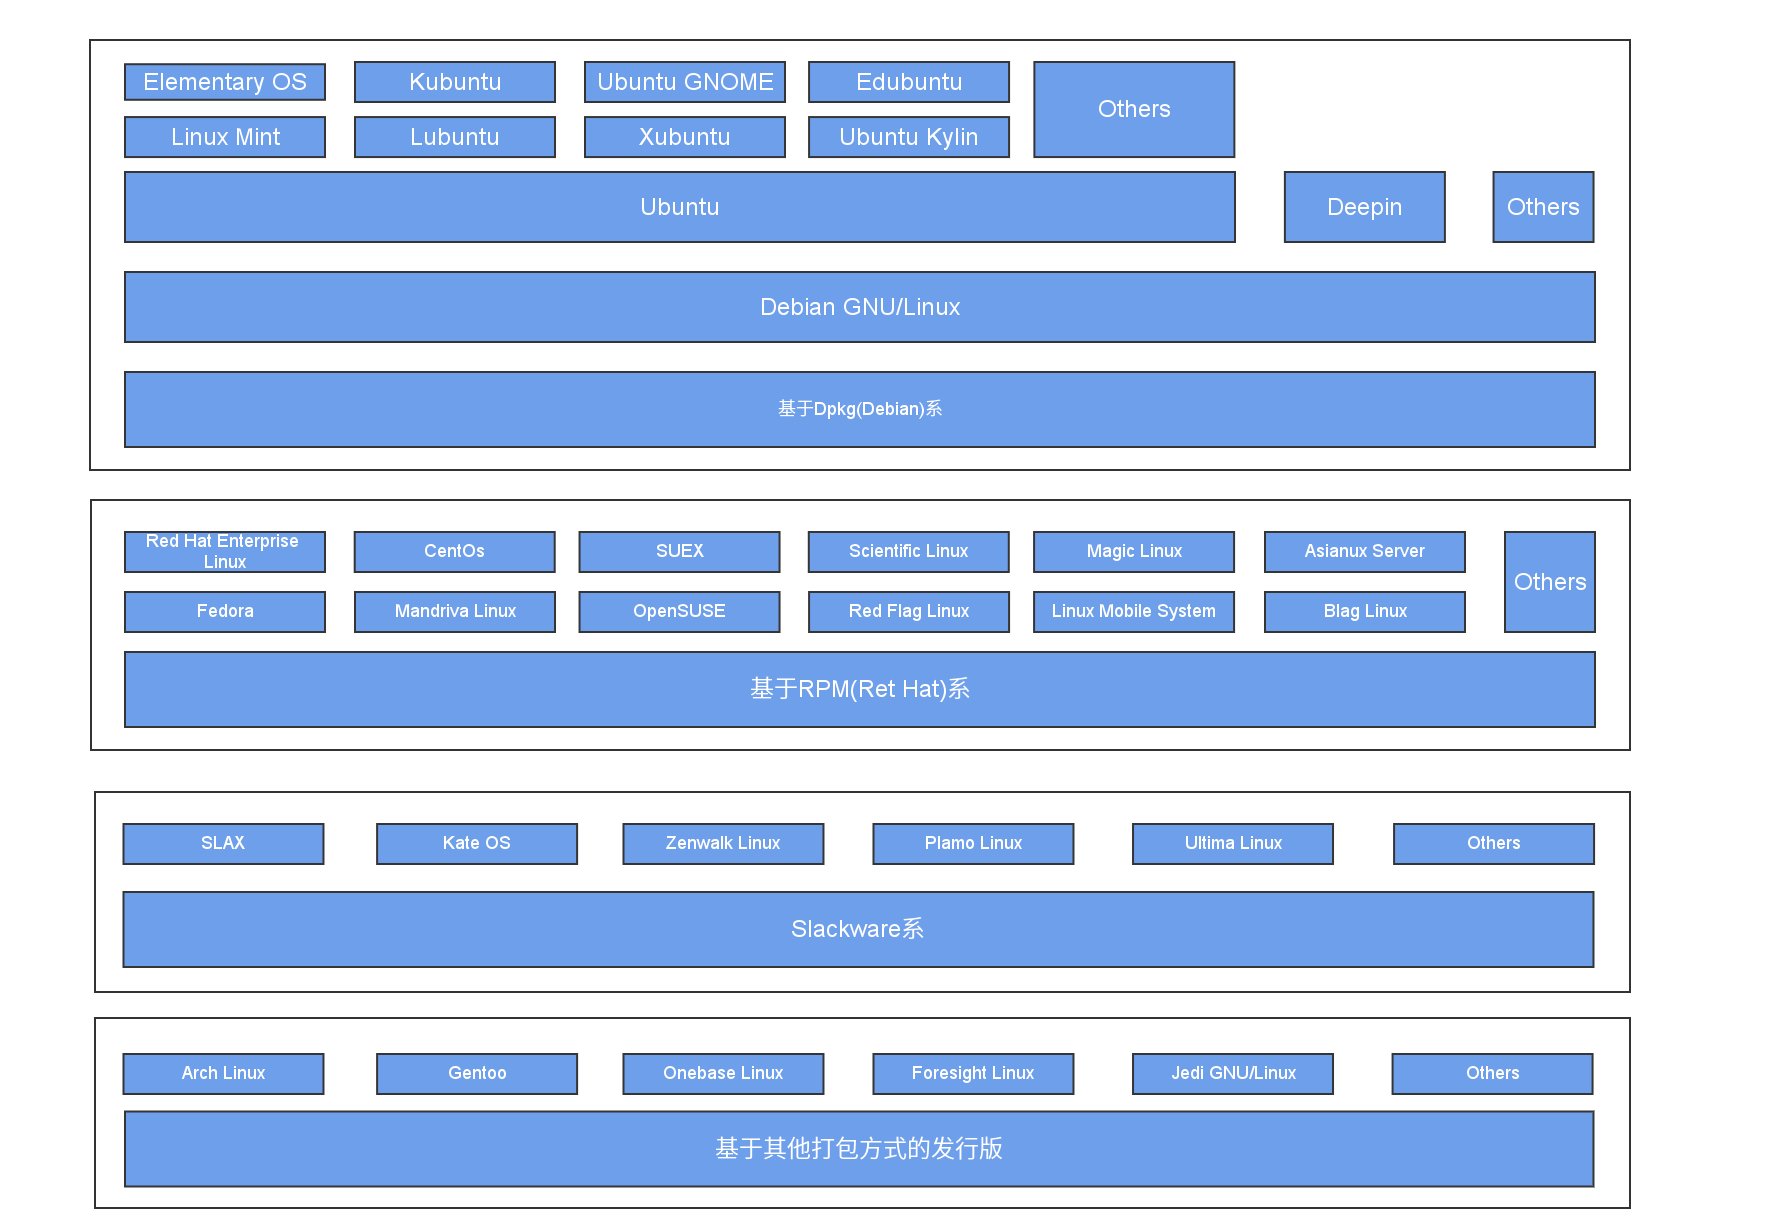 Elementary OS
Kubuntu
Ubuntu GNOME
Edubuntu
Others
Linux Mint
Lubuntu
Xubuntu
Ubuntu Kylin
Ubuntu
Deepin
Others
Debian GNU/Linux
基于Dpkg(Debian)系
Red Hat Enterprise
Linux
CentOs
SUEX
Scientific Linux
Magic Linux
Asianux Server
Others
Fedora
Mandriva Linux
OpenSUSE
Red Flag Linux
Linux Mobile System
Blag Linux
基于RPM(Ret Hat)系
SLAX
Kate OS
Zenwalk Linux
Plamo Linux
Ultima Linux
Others
Slackware系
Arch Linux
Gentoo
Onebase Linux
Foresight Linux
Jedi GNU/Linux
Others
基于其他打包方式的发行版